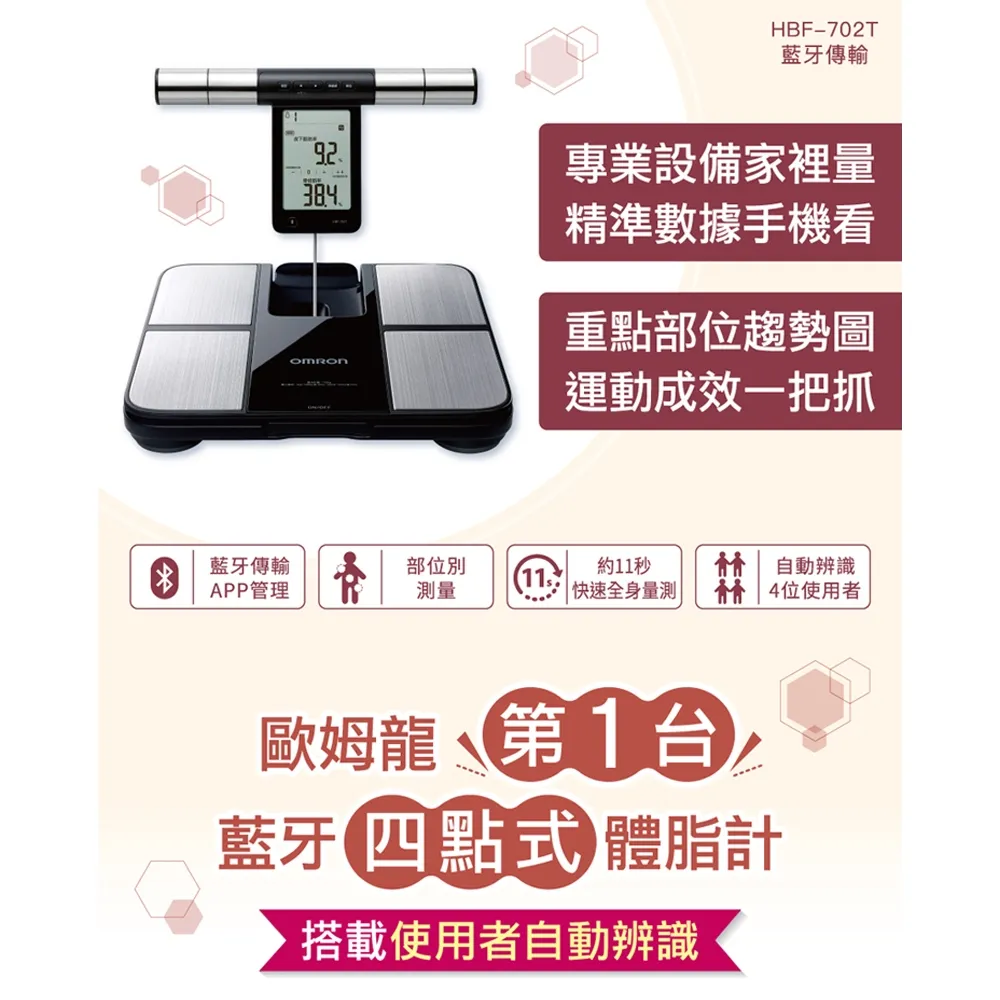 HBF-702T
藍牙傳輸
專業設備家裡量
精準數據手機看
重點部位趨勢圖
運動成效一把抓
9.2
38.4
OMRON
藍牙傳輸
APP管理
部位別
測量
11s
約11秒
快速全身量測
自動辨識
4位使用者
歐姆龍 第1台
藍牙四點式體脂計
搭載使用者自動辨識